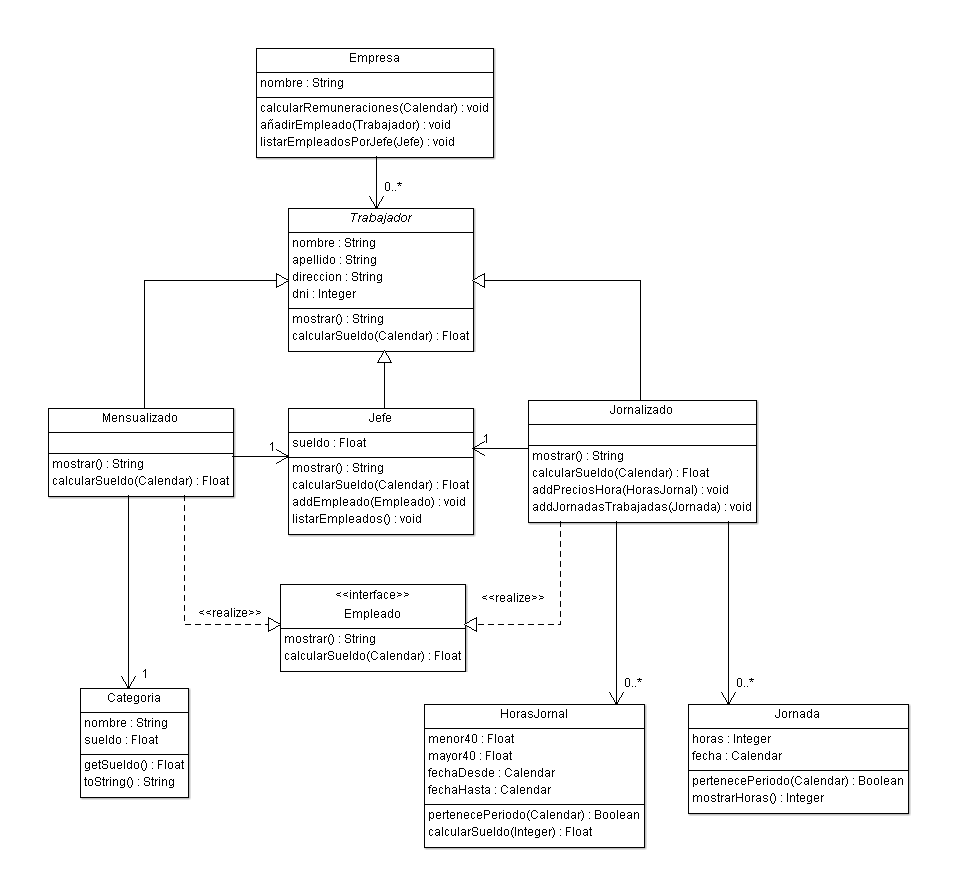 Empresa
nombre : String
calcularRemuneraciones(Calendar) : void
añadirEmpleado(Trabajador) : void
listarEmpleadosPorJefe(Jefe) : void
0..*
Trabajador
nombre : String
apellido : String
direccion : String
dni : Integer
mostrar() : String
calcularSueldo(Calendar) : Float
Mensualizado
mostrar() : String
calcularSueldo(Calendar) : Float
1
Jefe
sueldo : Float
mostrar() : String
calcularSueldo(Calendar) : Float
addEmpleado(Empleado) : void
listarEmpleados() : void
1
Jornalizado
mostrar() : String
calcularSueldo(Calendar) : Float
addPreciosHora(HorasJornal) : void
addJornadasTrabajadas(Jornada) : void
<<realize>>
<<interface>>
Empleado
mostrar() : String
calcularSueldo(Calendar) : Float
<<realize>>
1
Categoria
nombre : String
sueldo : Float
getSueldo() : Float
toString() : String
0..*
HorasJornal
menor40 : Float
mayor40 : Float
fechaDesde : Calendar
fechaHasta : Calendar
pertenecePeriodo(Calendar) : Boolean
calcularSueldo(Integer) : Float
0..*
Jornada
horas : Integer
fecha : Calendar
pertenecePeriodo(Calendar) : Boolean
mostrarHoras() : Integer